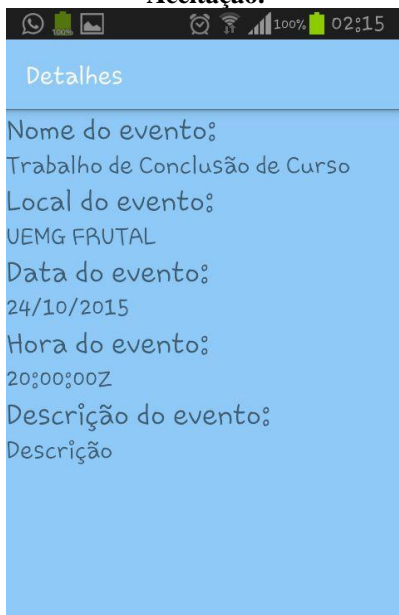 Aceitação.
100% 100% 02:15
Detalhes
Nome do evento:
Trabalho de Conclusão de Curso
Local do evento:
UEMG FRUTAL
Data do evento:
24/10/2015
Hora do evento:
20:00:00Z
Descrição do evento:
Descrição